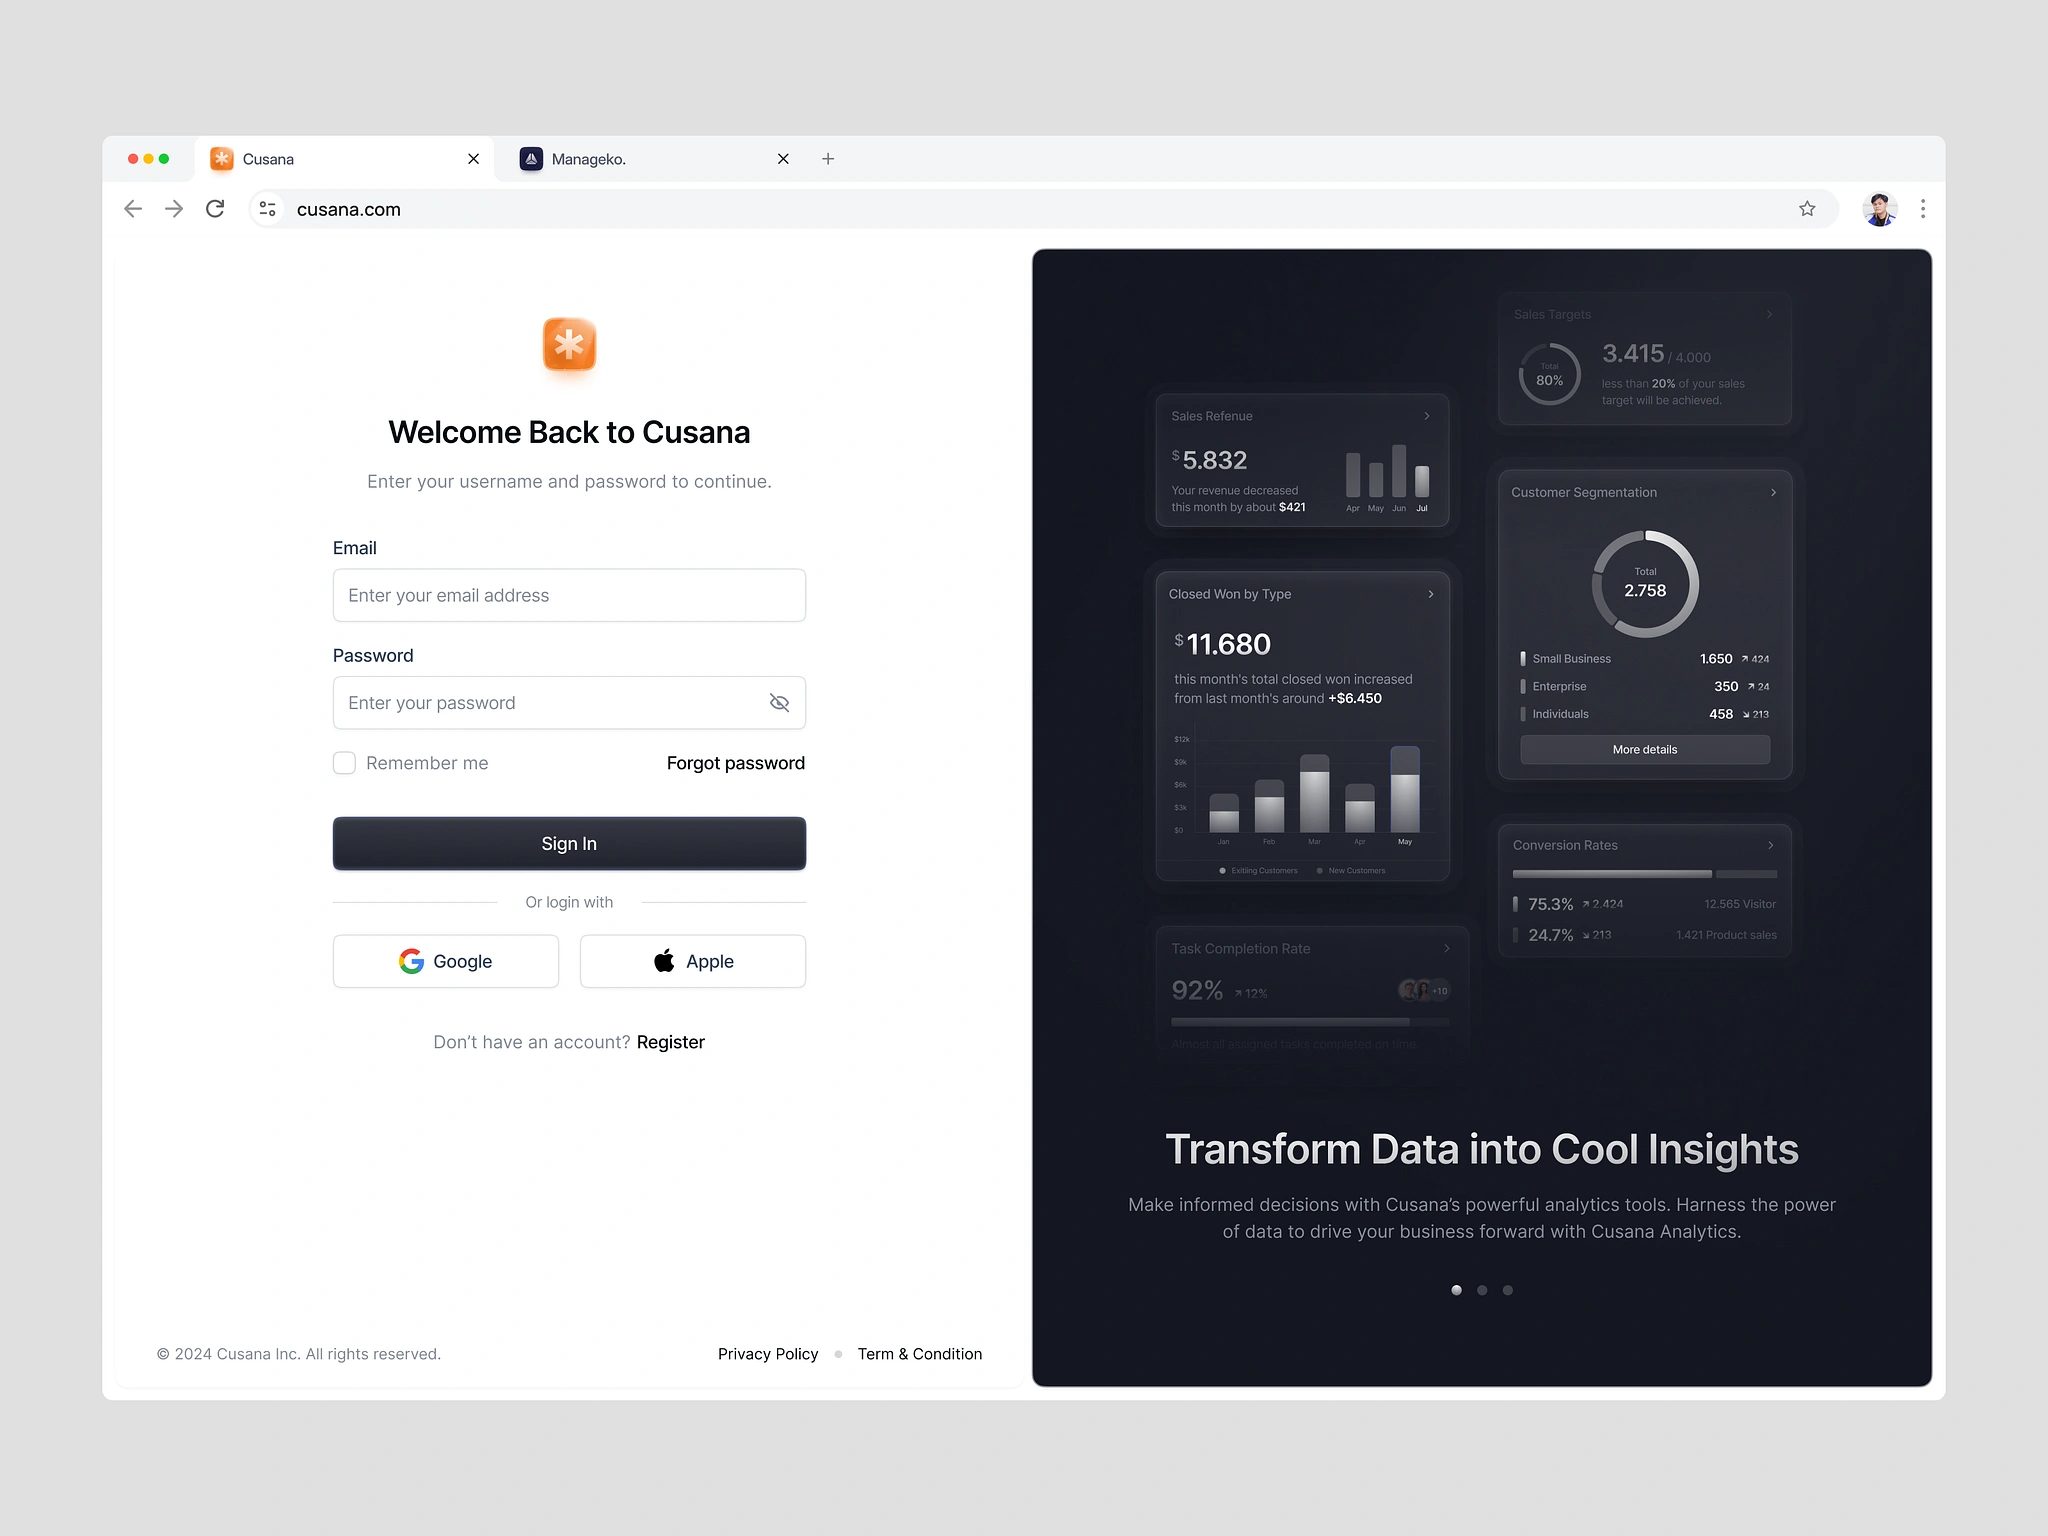 Cusana
Manageko.
cusana.com
Welcome Back to Cusana
Enter your username and password to continue.
Email
Enter your email address
Password
Enter your password
Remember me
Forgot password
Sign In
Or login with
Google
Apple
Don’t have an account? Register
© 2024 Cusana Inc. All rights reserved.
Privacy Policy
Term & Condition
Sales Refenue
$5.832
Your revenue decreased
this month by about $421
Apr May Jun Jul
Closed Won by Type
$11.680
this month's total closed won increased
from last month's around +$6.450
$12k
$9k
$6k
$3k
$0
Jan Feb Mar Apr May
Exitiing Customers
New Customers
Task Completion Rate
92% 12%
+10
Almost all assigned tasks completed on time.
Sales Targets
Total
80%
3.415 / 4.000
less than 20% of your sales
target will be achieved.
Customer Segmentation
Total
2.758
Small Business 1.650 424
Enterprise 350 24
Individuals 458 213
More details
Conversion Rates
75.3% 2.424 12.565 Visitor
24.7% 213 1.421 Product sales
Transform Data into Cool Insights
Make informed decisions with Cusana’s powerful analytics tools. Harness the power
of data to drive your business forward with Cusana Analytics.